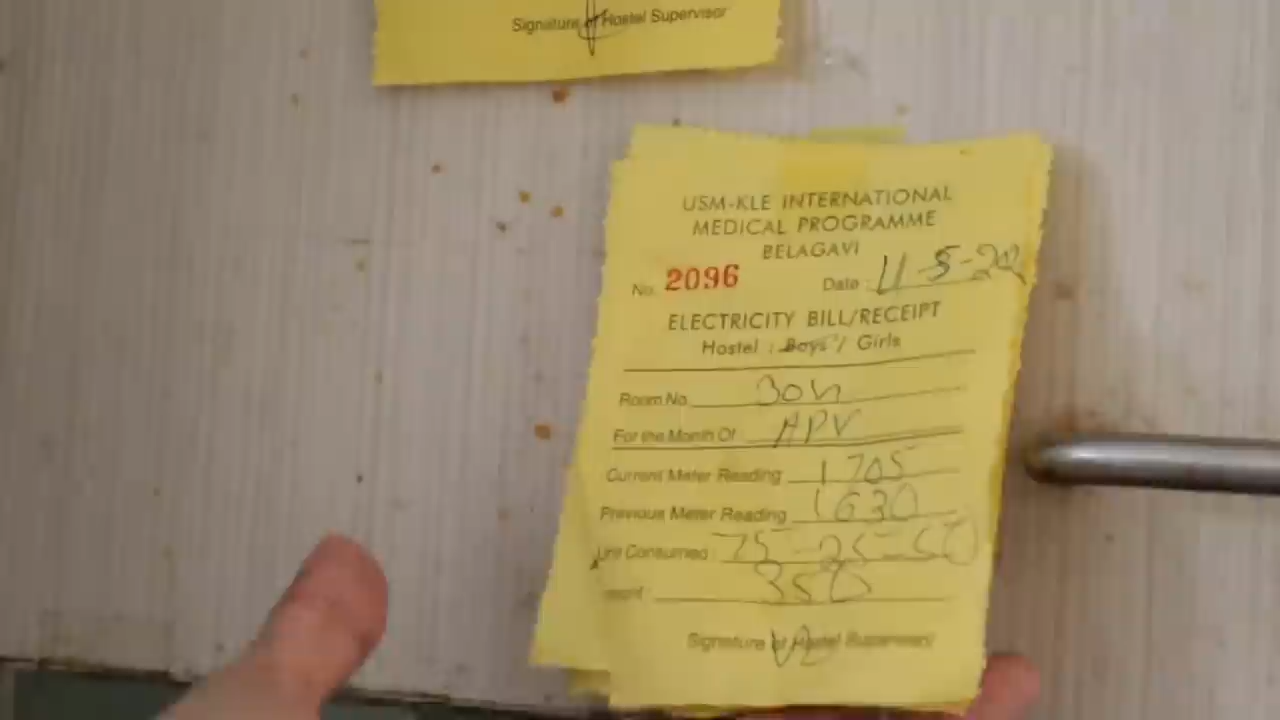 Signature of Hostel Supervisor
USM-KLE INTERNATIONAL
MEDICAL PROGRAMME
BELAGAVI
No. 2096 Date : 11-5-202
ELECTRICITY BILL/RECEIPT
Hostel : Boys / Girls
Room No.
For the Month Of : APV
Current Meter Reading 1705
Previous Meter Reading 1630
Unit Consumed : 75-25-50
350
Signature of Hostel Supervisor